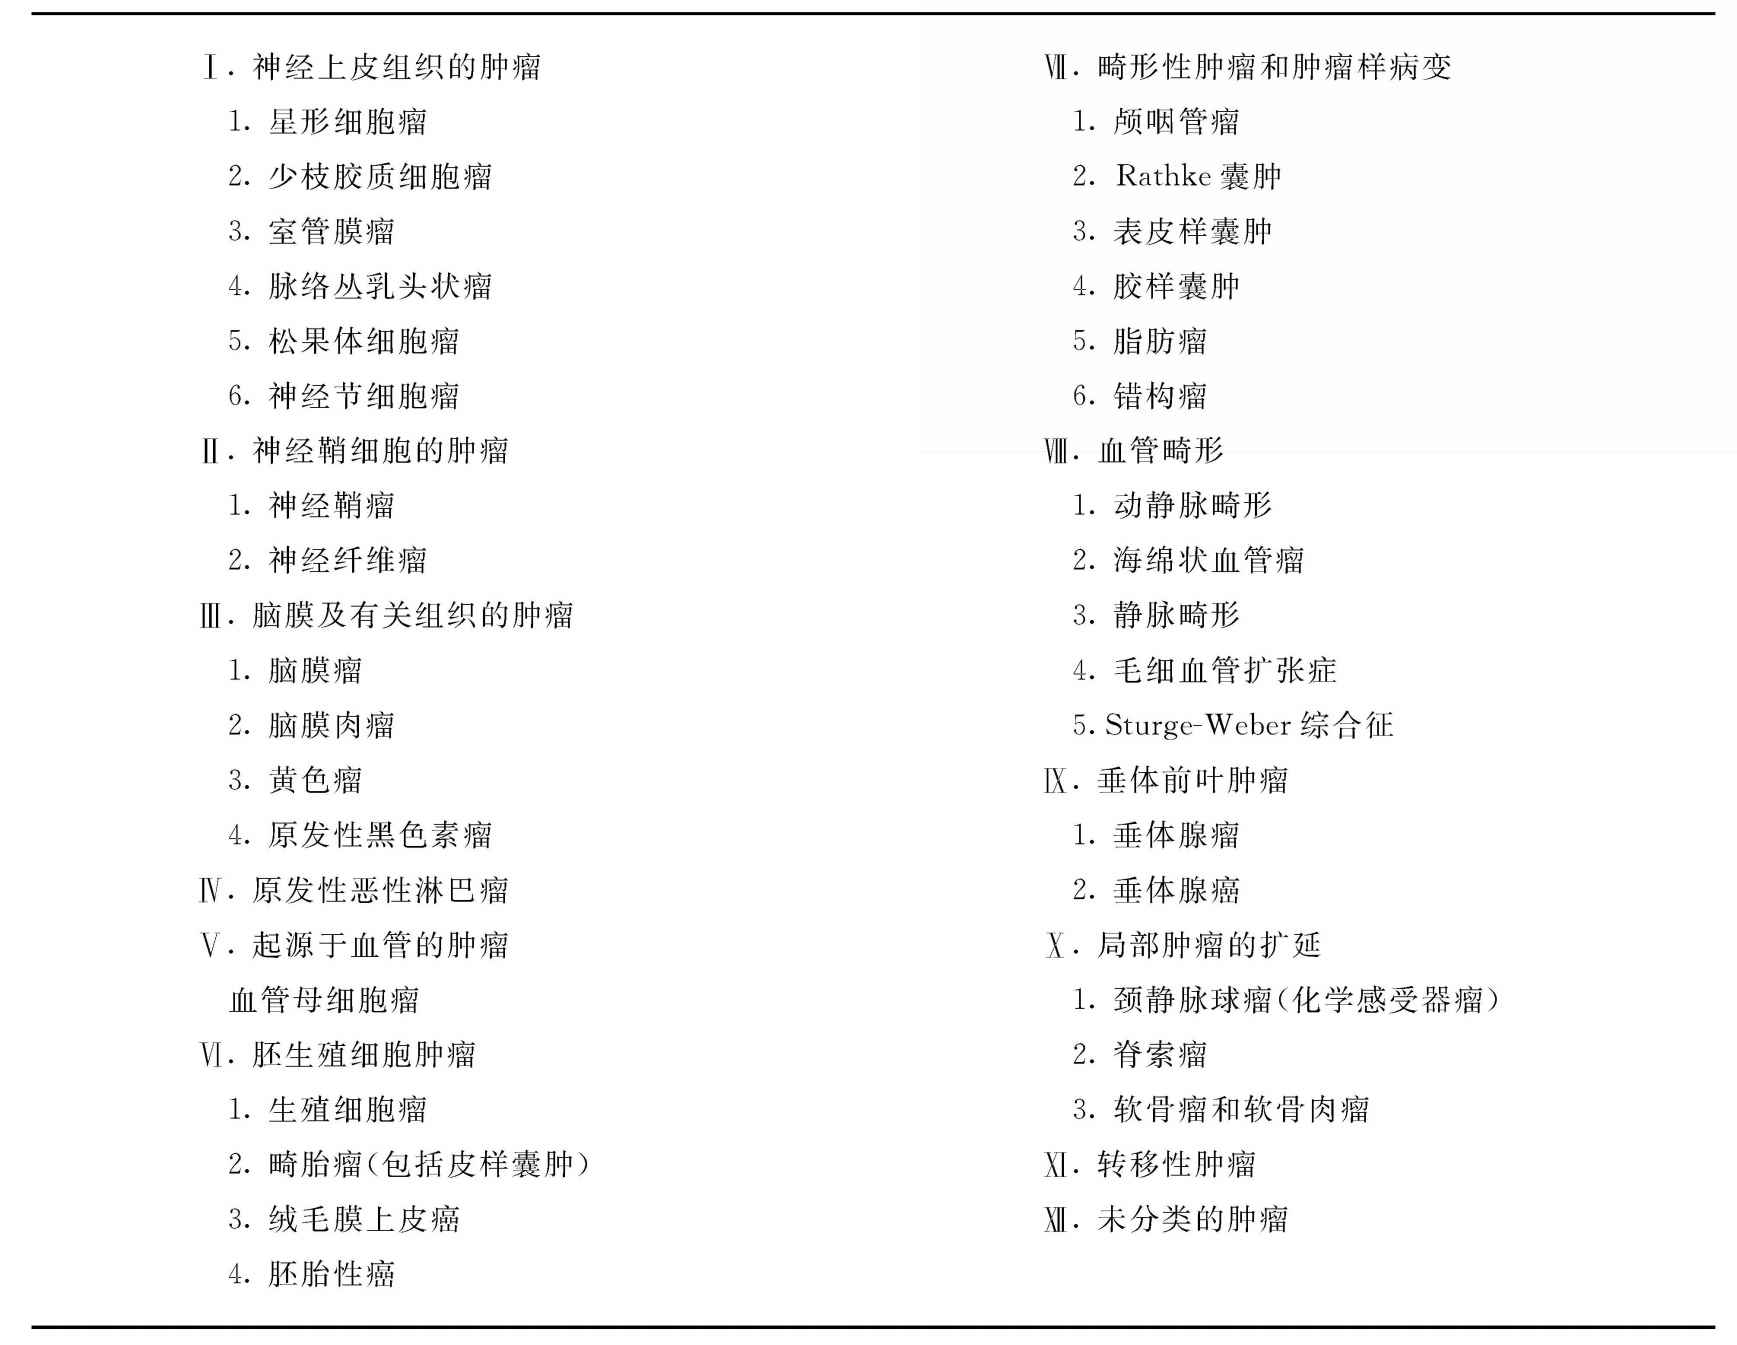 Ⅰ. 神经上皮组织的肿瘤
1. 星形细胞瘤
2. 少枝胶质细胞瘤
3. 室管膜瘤
4. 脉络丛乳头状瘤
5. 松果体细胞瘤
6. 神经节细胞瘤
Ⅱ. 神经鞘细胞的肿瘤
1. 神经鞘瘤
2. 神经纤维瘤
Ⅲ. 脑膜及有关组织的肿瘤
1. 脑膜瘤
2. 脑膜肉瘤
3. 黄色瘤
4. 原发性黑色素瘤
Ⅳ. 原发性恶性淋巴瘤
Ⅴ. 起源于血管的肿瘤
血管母细胞瘤
Ⅵ. 胚生殖细胞肿瘤
1. 生殖细胞瘤
2. 畸胎瘤(包括皮样囊肿)
3. 绒毛膜上皮癌
4. 胚胎性癌
Ⅶ. 畸形性肿瘤和肿瘤样病变
1. 颅咽管瘤
2. Rathke囊肿
3. 表皮样囊肿
4. 胶样囊肿
5. 脂肪瘤
6. 错构瘤
Ⅷ. 血管畸形
1. 动静脉畸形
2. 海绵状血管瘤
3. 静脉畸形
4. 毛细血管扩张症
5. Sturge-Weber综合征
Ⅸ. 垂体前叶肿瘤
1. 垂体腺瘤
2. 垂体腺癌
Ⅹ. 局部肿瘤的扩延
1. 颈静脉球瘤(化学感受器瘤)
2. 脊索瘤
3. 软骨瘤和软骨肉瘤
Ⅺ. 转移性肿瘤
Ⅻ. 未分类的肿瘤